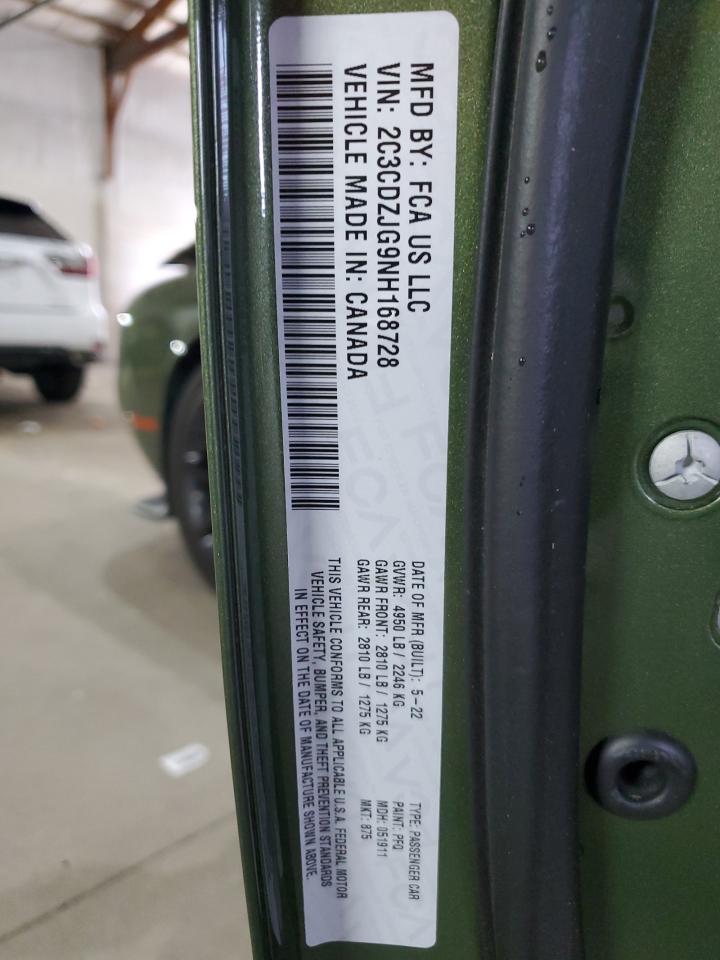 MFD BY: FCA US LLC
VIN: 2C3CDZJG9NH168728
VEHICLE MADE IN: CANADA
DATE OF MFR (BUILT): 5-22
GVWR: 4950 LB / 2246 KG
GAWR FRONT: 2810 LB / 1275 KG
GAWR REAR: 2810 LB / 1275 KG
TYPE: PASSENGER CAR
PAINT: PFQ
MDH: 051911
MKT: 875
THIS VEHICLE CONFORMS TO ALL APPLICABLE U.S.A. FEDERAL MOTOR
VEHICLE SAFETY, BUMPER, AND THEFT PREVENTION STANDARDS
IN EFFECT ON THE DATE OF MANUFACTURE SHOWN ABOVE.
FCA